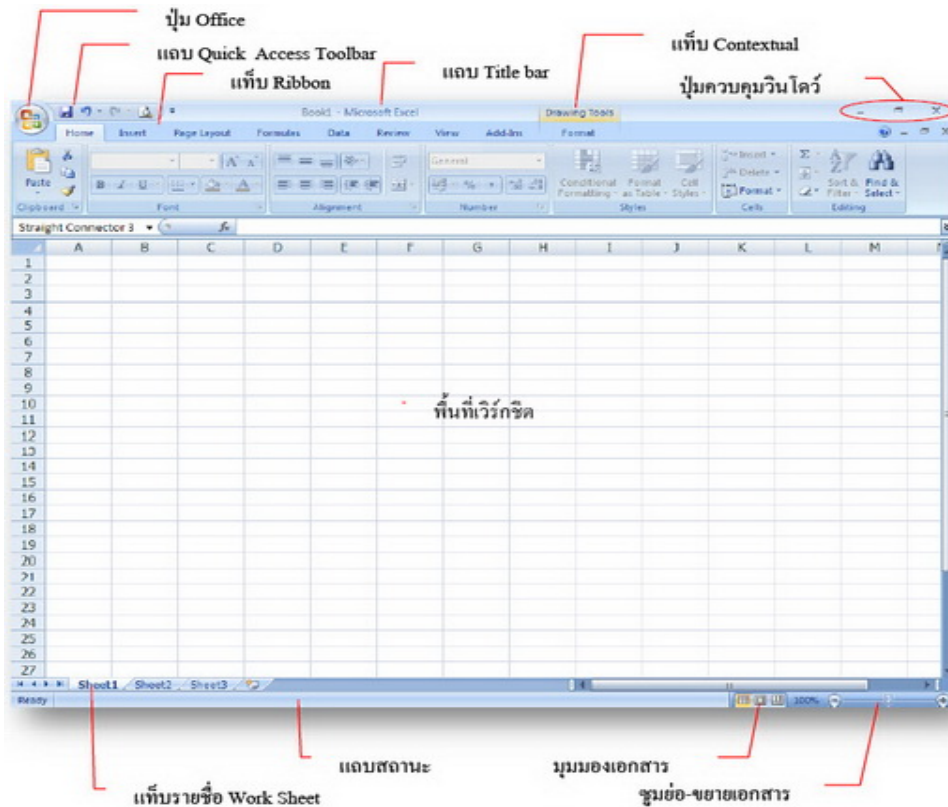 ปุ่ม Office
แถบ Quick Access Toolbar
แท็บ Ribbon
แถบ Title bar
แท็บ Contextual
ปุ่มควบคุมวินโดว์
Book1 - Microsoft Excel
Drawing Tools
Home Insert Page Layout Formulas Data Review View Add-Ins Format
General
Paste
Conditional Formatting
Format as Table
Cell Styles
Insert
Delete
Format
Sort & Filter
Find & Select
Clipboard Font Alignment Number Styles Cells Editing
Straight Connector 3 fx
A B C D E F G H I J K L M
1
2
3
4
5
6
7
8
9
10
พื้นที่เวิร์กชีต
11
12
13
14
15
16
17
18
19
20
21
22
23
24
25
26
27
Sheet1 Sheet2 Sheet3
Ready 100%
แถบสถานะ
มุมมองเอกสาร
แท็บรายชื่อ Work Sheet
ซูมย่อ-ขยายเอกสาร